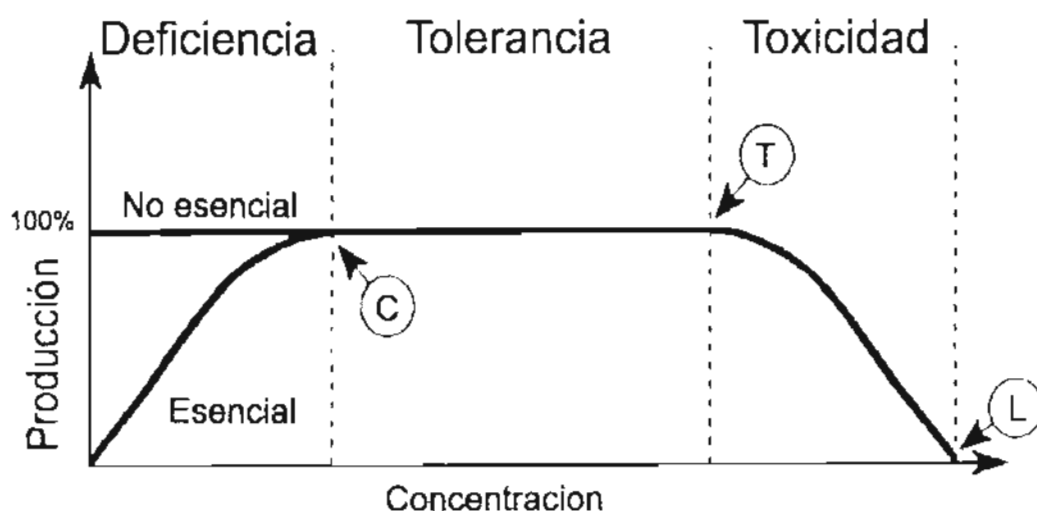 Deficiencia Tolerancia Toxicidad
T
No esencial
100%
C
Producción
Esencial
L
Concentracion